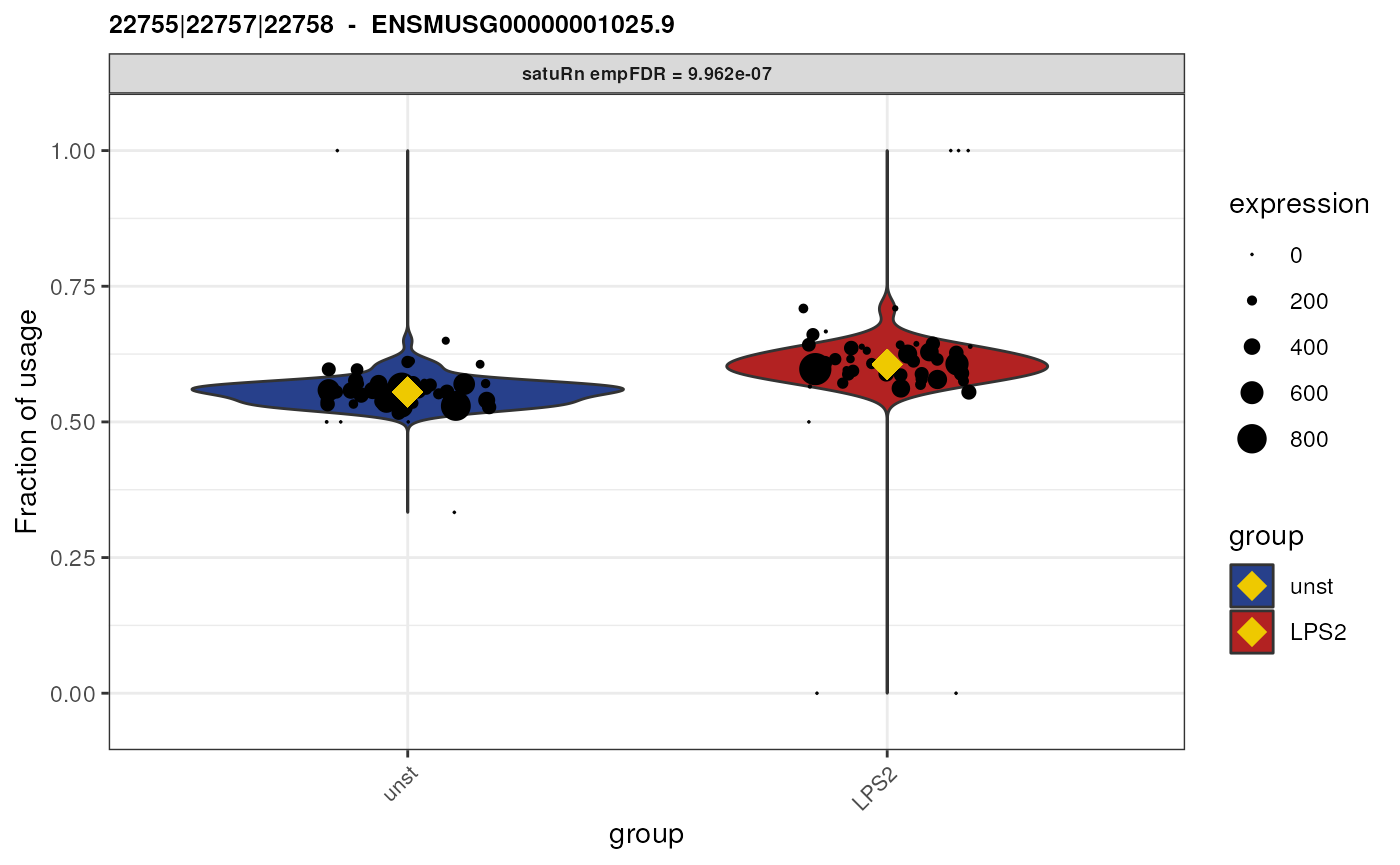 22755|22757|22758  -  ENSMUSG00000001025.9
satuRn empFDR = 9.962e-07
Fraction of usage
1.00
0.75
0.50
0.25
0.00
unst
LPS2
group
expression
0
200
400
600
800
group
unst
LPS2